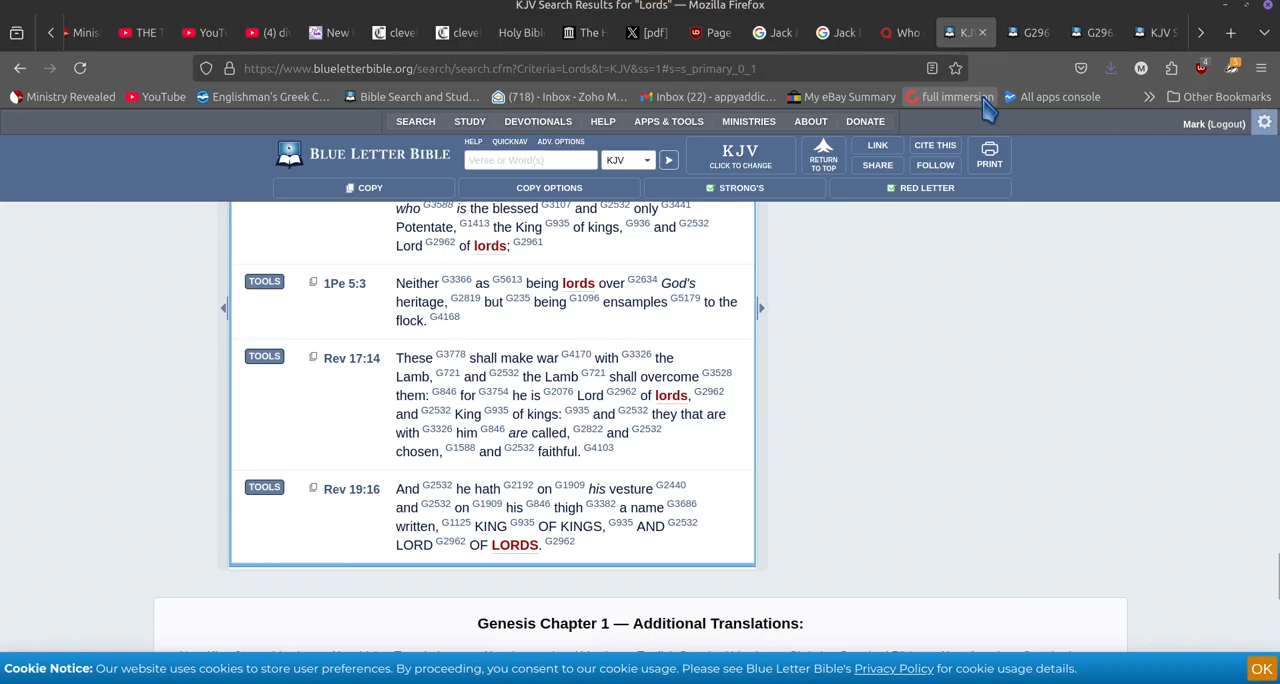 KJV Search Results for "Lords" — Mozilla Firefox
Minis THE T YouTu (4) di New clevel clevel Holy Bibl The H [pdf] Page Jack Jack Who KJV G296 G296 KJV S
https://www.blueletterbible.org/search/search.cfm?Criteria=Lords&t=KJV&ss=1#s=s_primary_0_1 M 4 5
Ministry Revealed YouTube Englishman's Greek C… Bible Search and Stud… (718) - Inbox - Zoho M… Inbox (22) - appyaddic… My eBay Summary full immersion All apps console Other Bookmarks
SEARCH STUDY DEVOTIONALS HELP APPS & TOOLS MINISTRIES ABOUT DONATE Mark (Logout)
BLUE LETTER BIBLE
HELP QUICKNAV ADV. OPTIONS
Verse or Word(s) KJV
KJV
CLICK TO CHANGE
RETURN
TO TOP
LINK CITE THIS
SHARE FOLLOW
PRINT
COPY COPY OPTIONS STRONG'S RED LETTER
who G3588 is the blessed G3107 and G2532 only G3441
Potentate, G1413 the King G935 of kings, G936 and G2532
Lord G2962 of lords; G2961
TOOLS 1Pe 5:3 Neither G3366 as G5613 being lords over G2634 God's
heritage, G2819 but G235 being G1096 ensamples G5179 to the
flock. G4168
TOOLS Rev 17:14 These G3778 shall make war G4170 with G3326 the
Lamb, G721 and G2532 the Lamb G721 shall overcome G3528
them: G846 for G3754 he is G2076 Lord G2962 of lords, G2962
and G2532 King G935 of kings: G935 and G2532 they that are
with G3326 him G846 are called, G2822 and G2532
chosen, G1588 and G2532 faithful. G4103
TOOLS Rev 19:16 And G2532 he hath G2192 on G1909 his vesture G2440
and G2532 on G1909 his G846 thigh G3382 a name G3686
written, G1125 KING G935 OF KINGS, G935 AND G2532
LORD G2962 OF LORDS. G2962
Genesis Chapter 1 — Additional Translations:
Cookie Notice: Our website uses cookies to store user preferences. By proceeding, you consent to our cookie usage. Please see Blue Letter Bible's Privacy Policy for cookie usage details. OK